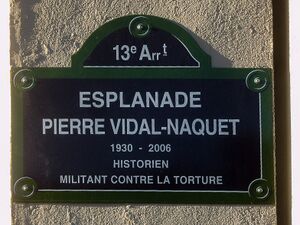 13e Arrt
ESPLANADE
PIERRE VIDAL-NAQUET
1930 - 2006
HISTORIEN
MILITANT CONTRE LA TORTURE